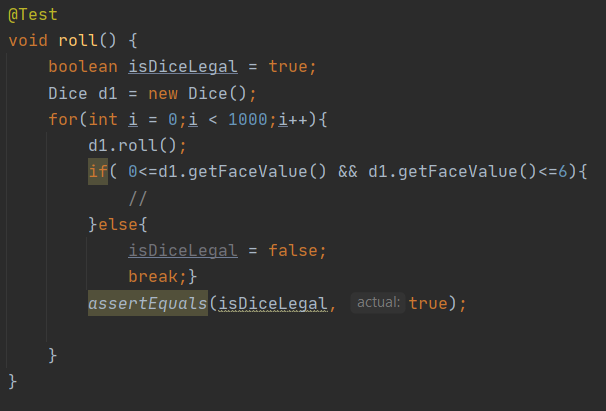 @Test
void roll() {
boolean isDiceLegal = true;
Dice d1 = new Dice();
for(int i = 0;i < 1000;i++){
d1.roll();
if( 0<=d1.getFaceValue() && d1.getFaceValue()<=6){
//
}else{
isDiceLegal = false;
break;}
assertEquals(isDiceLegal, actual: true);
}
}